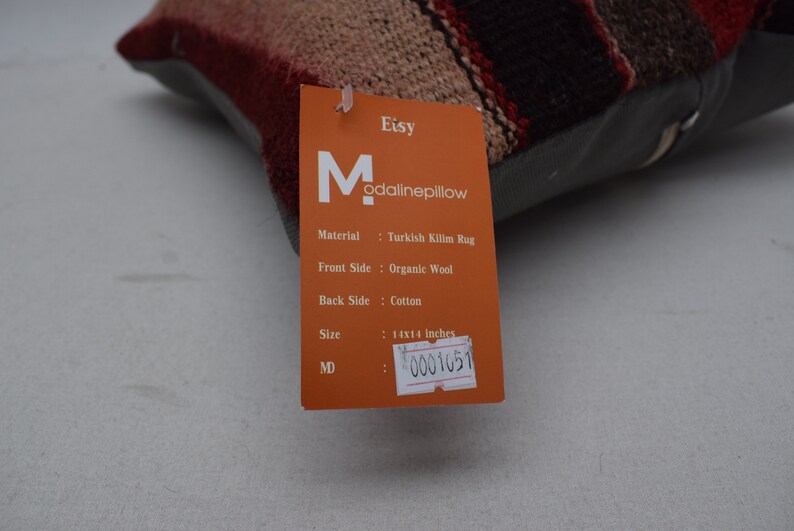 Etsy
Modalinepillow
Material : Turkish Kilim Rug
Front Side : Organic Wool
Back Side : Cotton
Size : 14x14 inches
MD : 0001051